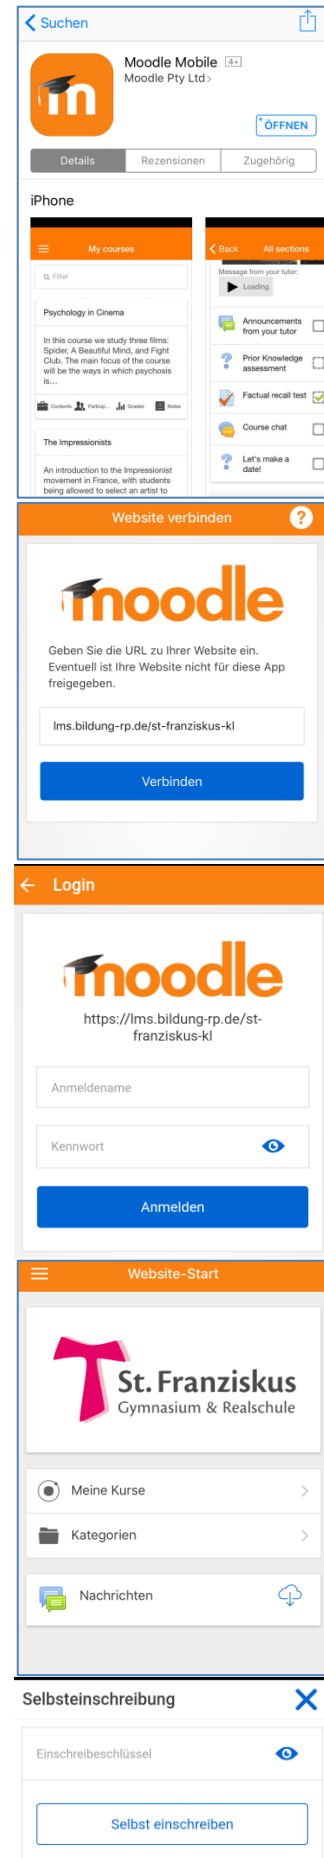 Suchen
Moodle Mobile 4+
Moodle Pty Ltd >
+ ÖFFNEN
Details Rezensionen Zugehörig
iPhone
My courses
Filter
Psychology in Cinema
In this course we study three films:
Spider, A Beautiful Mind, and Fight
Club. The main focus of the course
will be the ways in which psychosis
is...
Contents Particip... Grades Notes
The Impressionists
An introduction to the Impressionist
movement in France, with students
being allowed to select an artist to
Back All sections
Message from your tutor:
Loading
Announcements
from your tutor
Prior Knowledge
assessment
Factual recall test
Course chat
Let's make a
date!
Website verbinden ?
moodle
Geben Sie die URL zu Ihrer Website ein.
Eventuell ist Ihre Website nicht für diese App
freigegeben.
lms.bildung-rp.de/st-franziskus-kl
Verbinden
Login
moodle
https://lms.bildung-rp.de/st-
franziskus-kl
Anmeldename
Kennwort
Anmelden
Website-Start
St. Franziskus
Gymnasium & Realschule
Meine Kurse
Kategorien
Nachrichten
Selbsteinschreibung
Einschreibeschlüssel
Selbst einschreiben